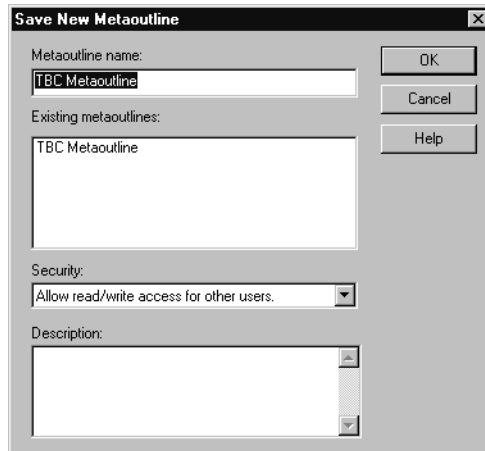 Save New Metaoutline
Metaoutline name:
OK
TBC Metaoutline
Cancel
Existing metaoutlines:
Help
TBC Metaoutline
Security:
Allow read/write access for other users.
Description: